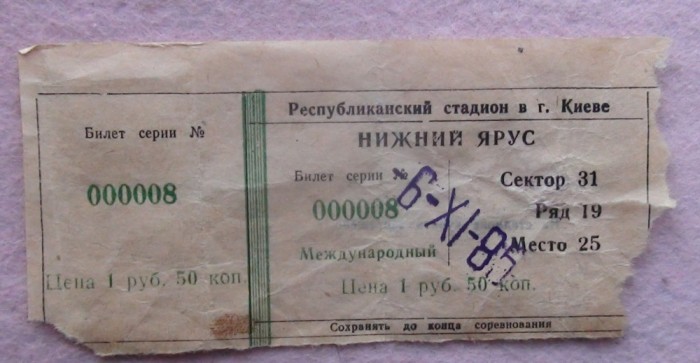 Билет серии №
000008
Цена 1 руб. 50 коп.
Республиканский стадион в г. Киеве
НИЖНИЙ ЯРУС
Билет серии №
000008
Международный
Цена 1 руб. 50 коп.
Сектор 31
Ряд 19
Место 25
Сохранять до конца соревнования